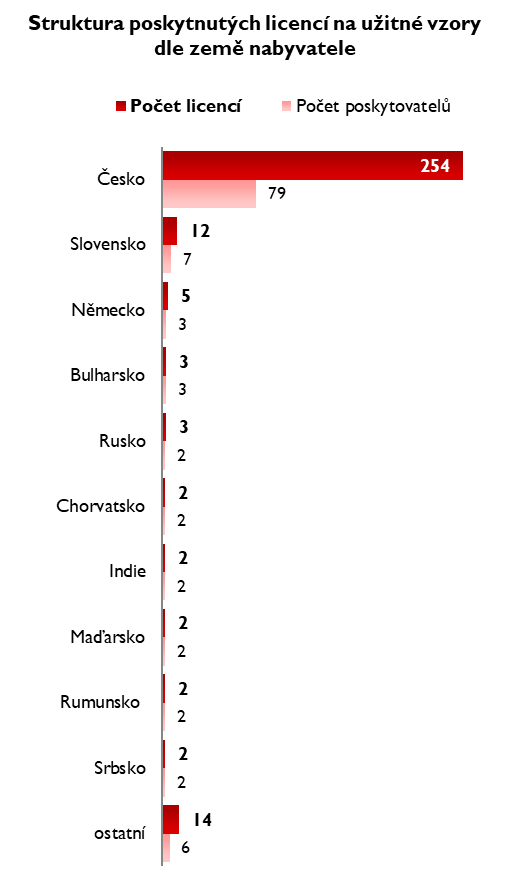 Struktura poskytnutých licencí na užitné vzory
dle země nabyvatele
Počet licencí Počet poskytovatelů
Česko 254
79
Slovensko 12
7
Německo 5
3
Bulharsko 3
3
Rusko 3
2
Chorvatsko 2
2
Indie 2
2
Maďarsko 2
2
Rumunsko 2
2
Srbsko 2
2
ostatní 14
6